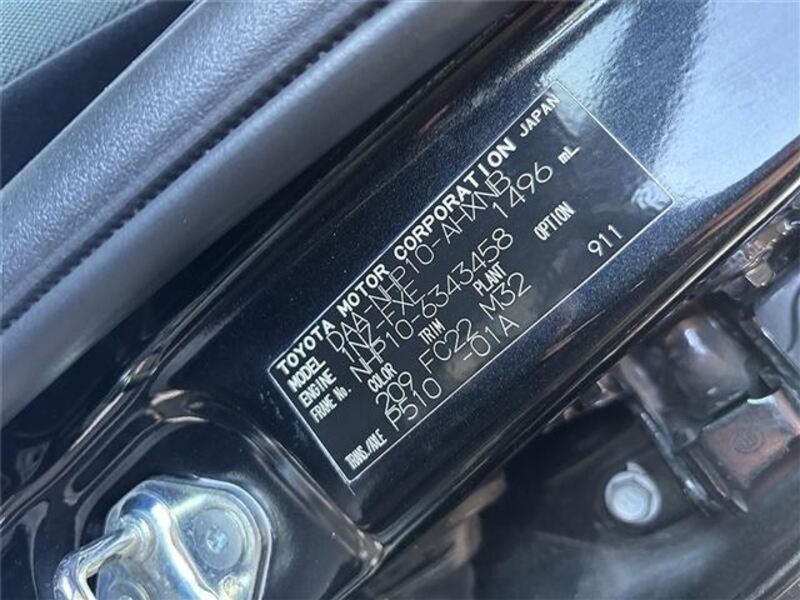 TOYOTA MOTOR CORPORATION JAPAN
MODEL DAA-NHP10-AHXNB
ENGINE 1NZ-FXE 1496 mL
FRAME No. NHP10-6343458
COLOR TRIM PLANT OPTION
209 FC22 M32 911
TRANS./AXLE P510 -01A